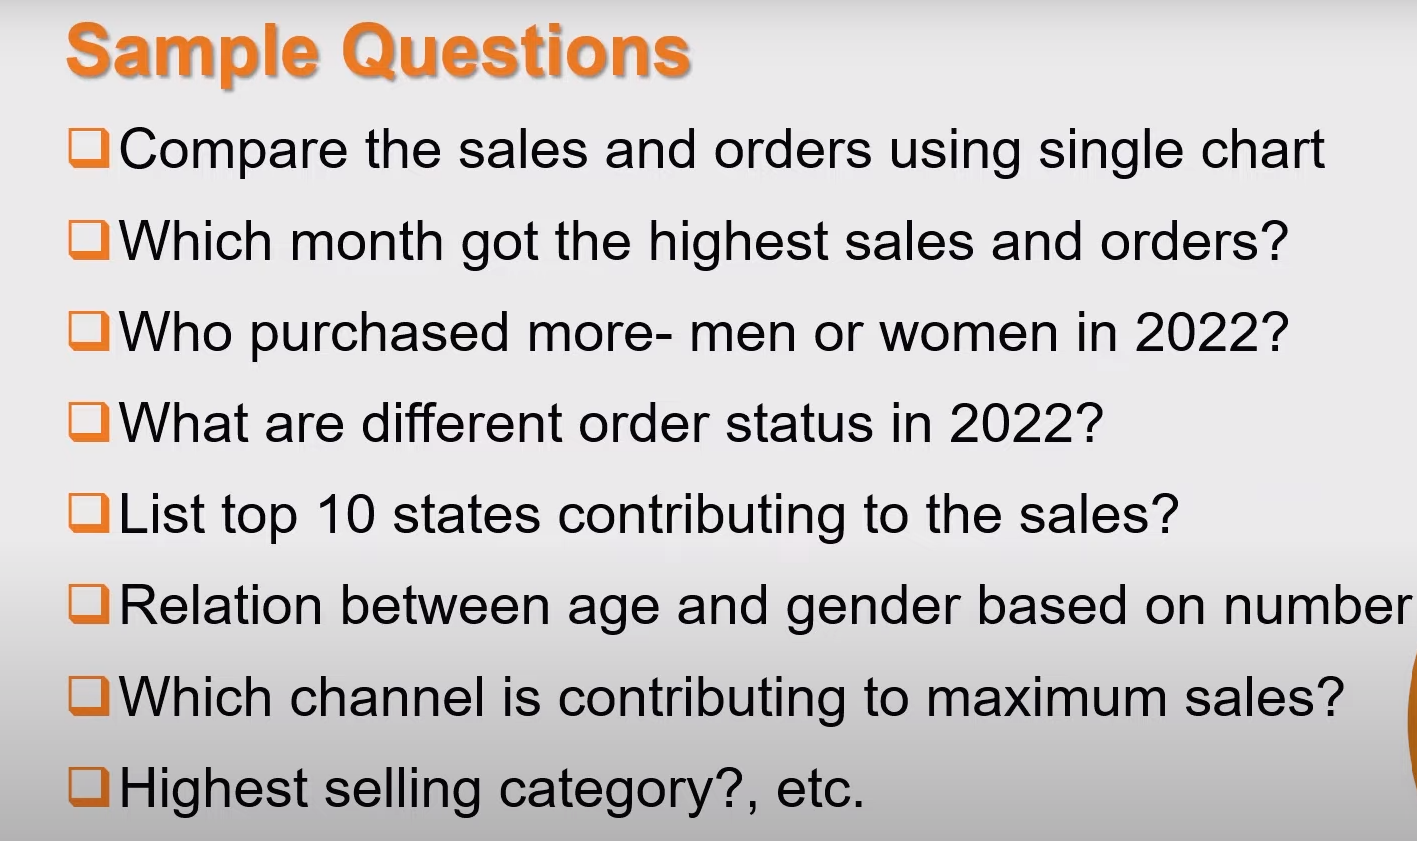 Sample Questions
Compare the sales and orders using single chart
Which month got the highest sales and orders?
Who purchased more- men or women in 2022?
What are different order status in 2022?
List top 10 states contributing to the sales?
Relation between age and gender based on number
Which channel is contributing to maximum sales?
Highest selling category?, etc.